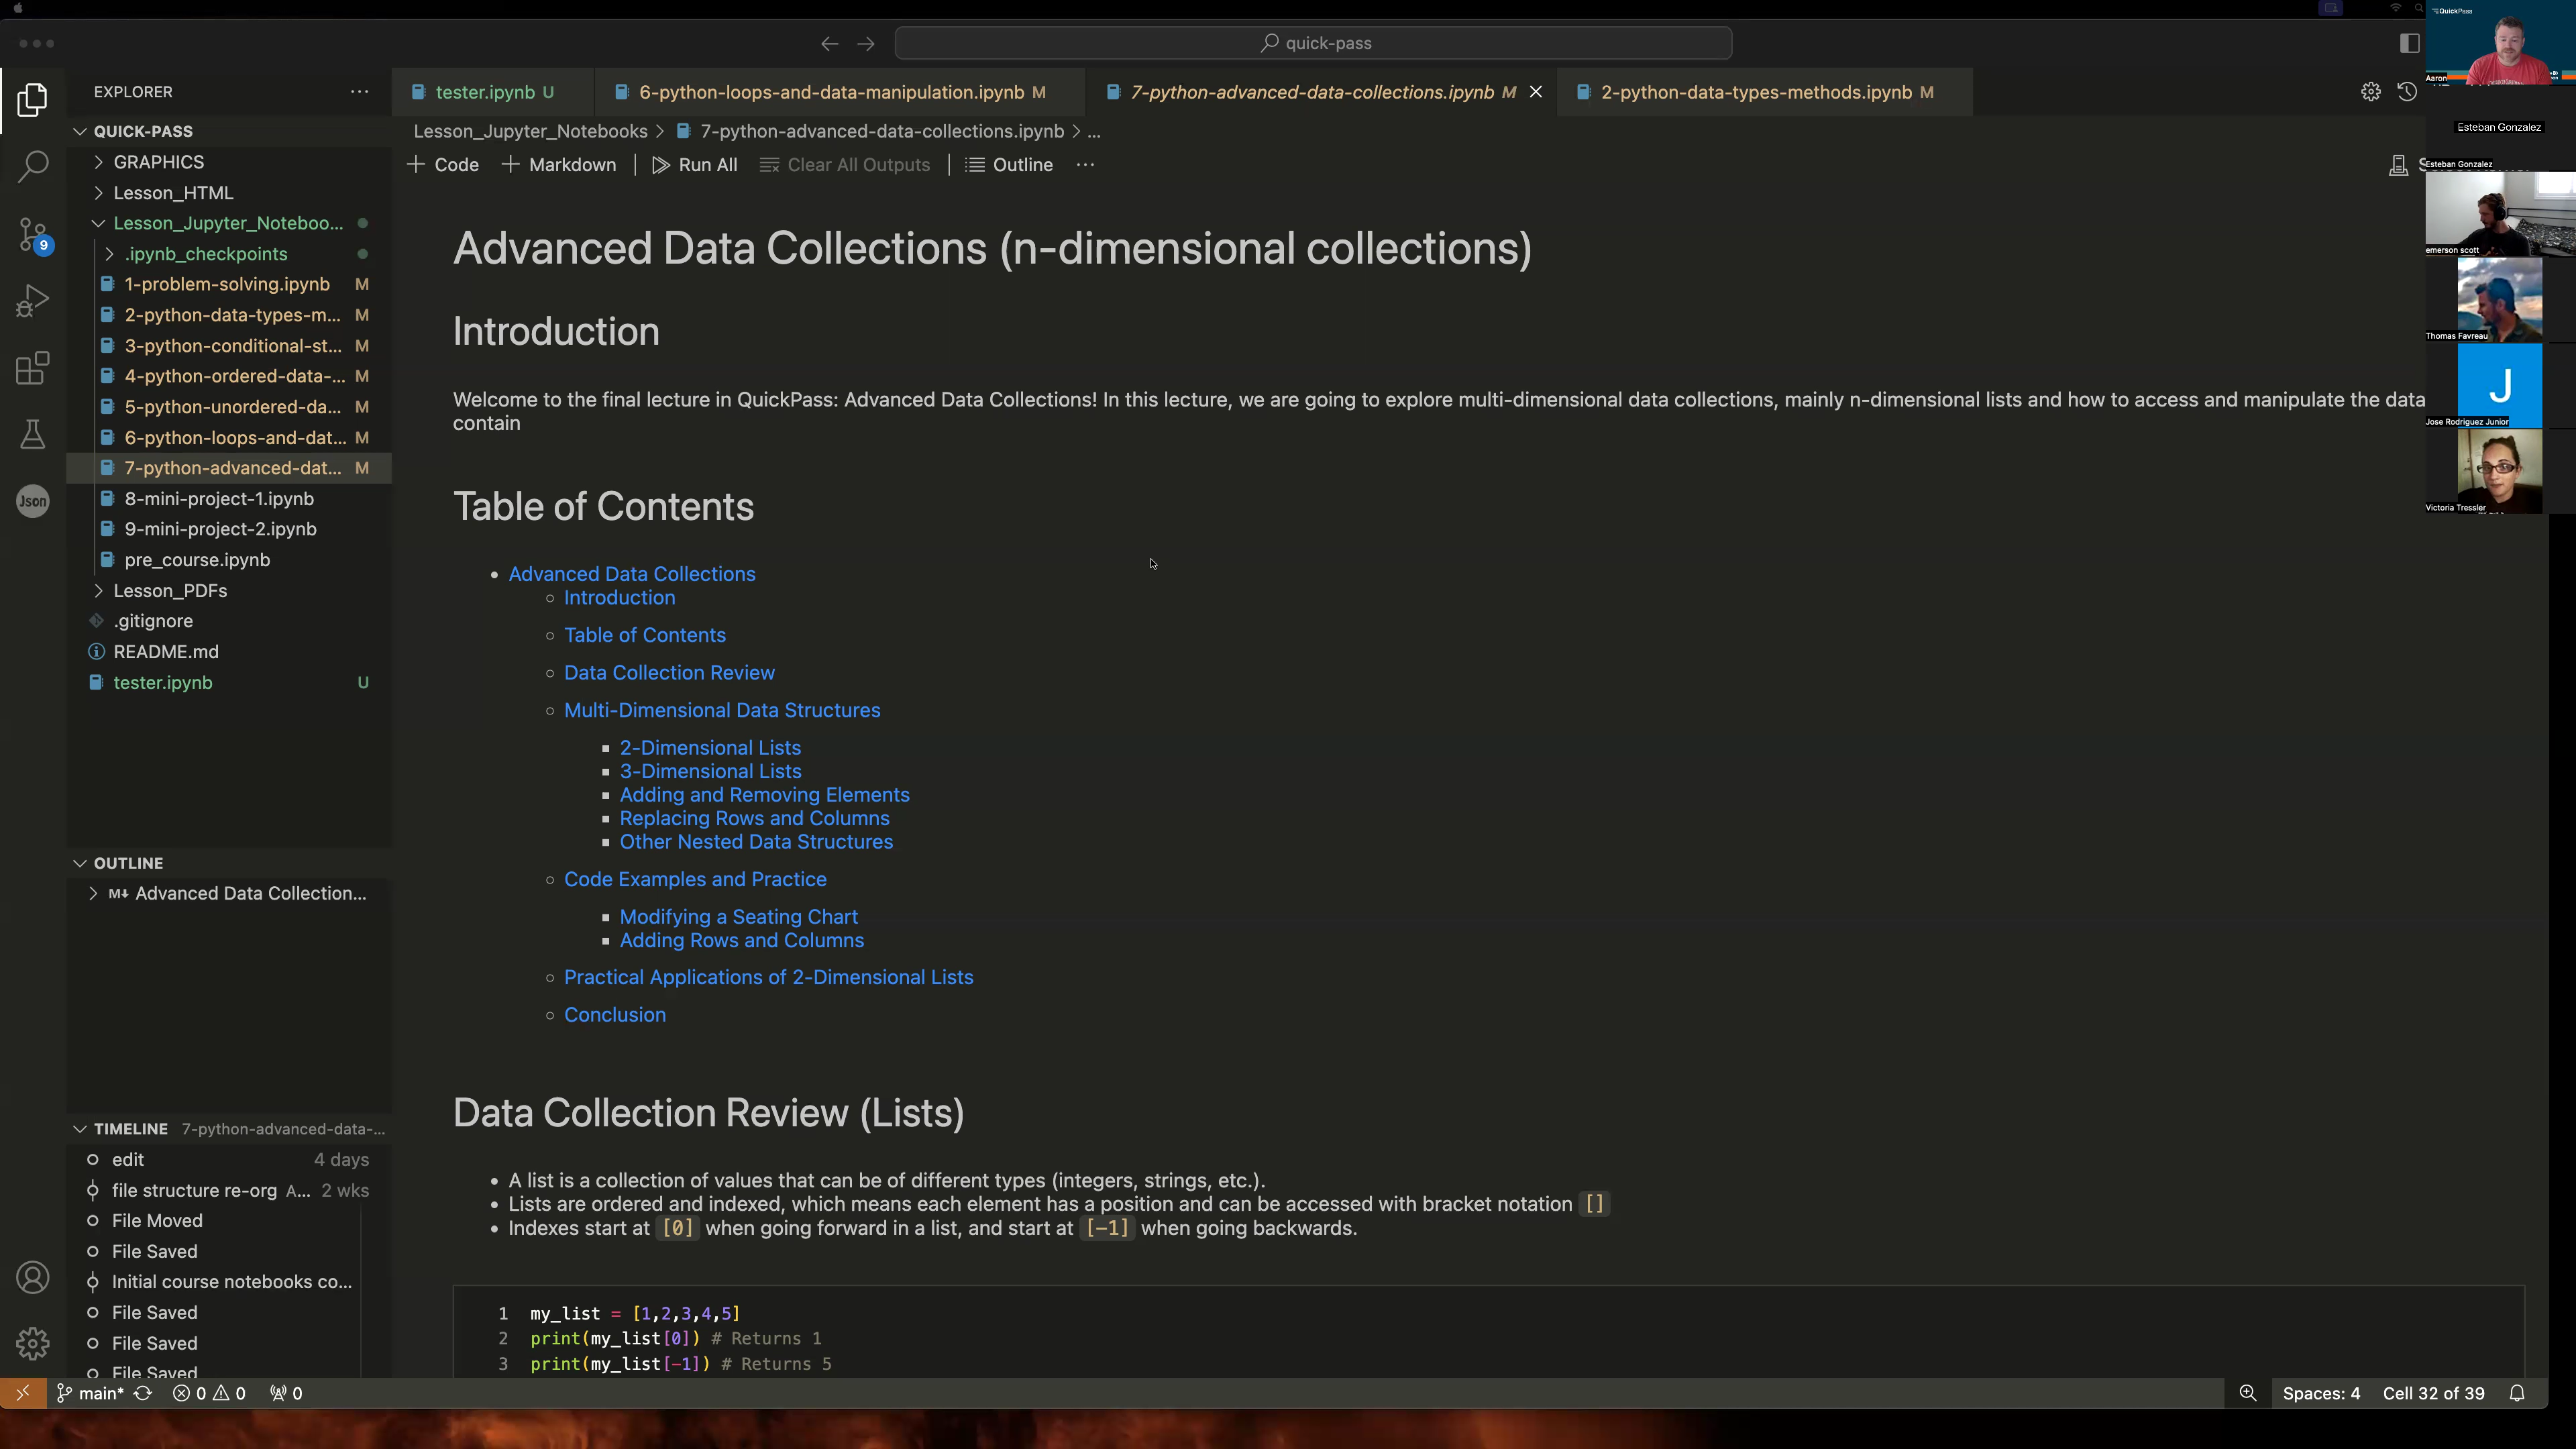 quick-pass
QuickPass
Aaron
EXPLORER
tester.ipynb U
6-python-loops-and-data-manipulation.ipynb M
7-python-advanced-data-collections.ipynb M
2-python-data-types-methods.ipynb M
QUICK-PASS
Lesson_Jupyter_Notebooks > 7-python-advanced-data-collections.ipynb > ...
Esteban Gonzalez
Esteban Gonzalez
Code
Markdown
Run All
Clear All Outputs
Outline
GRAPHICS
Lesson_HTML
Lesson_Jupyter_Noteboo...
.ipynb_checkpoints
1-problem-solving.ipynb M
2-python-data-types-m... M
3-python-conditional-st... M
4-python-ordered-data-... M
5-python-unordered-da... M
6-python-loops-and-dat... M
7-python-advanced-dat... M
8-mini-project-1.ipynb
9-mini-project-2.ipynb
pre_course.ipynb
Lesson_PDFs
.gitignore
README.md
tester.ipynb U
9
Json
emerson scott
Thomas Favreau
J
Jose Rodriguez Junior
Victoria Tressler
Advanced Data Collections (n-dimensional collections)
Introduction
Welcome to the final lecture in QuickPass: Advanced Data Collections! In this lecture, we are going to explore multi-dimensional data collections, mainly n-dimensional lists and how to access and manipulate the data
contain
Table of Contents
• Advanced Data Collections
Introduction
Table of Contents
Data Collection Review
Multi-Dimensional Data Structures
2-Dimensional Lists
3-Dimensional Lists
Adding and Removing Elements
Replacing Rows and Columns
Other Nested Data Structures
Code Examples and Practice
Modifying a Seating Chart
Adding Rows and Columns
Practical Applications of 2-Dimensional Lists
Conclusion
Data Collection Review (Lists)
• A list is a collection of values that can be of different types (integers, strings, etc.).
• Lists are ordered and indexed, which means each element has a position and can be accessed with bracket notation []
• Indexes start at [0] when going forward in a list, and start at [-1] when going backwards.
1 my_list = [1,2,3,4,5]
2 print(my_list[0]) # Returns 1
3 print(my_list[-1]) # Returns 5
OUTLINE
M↓ Advanced Data Collection...
TIMELINE 7-python-advanced-data-...
edit 4 days
file structure re-org A... 2 wks
File Moved
File Saved
Initial course notebooks co...
File Saved
File Saved
File Saved
main*
0
0
0
Spaces: 4
Cell 32 of 39